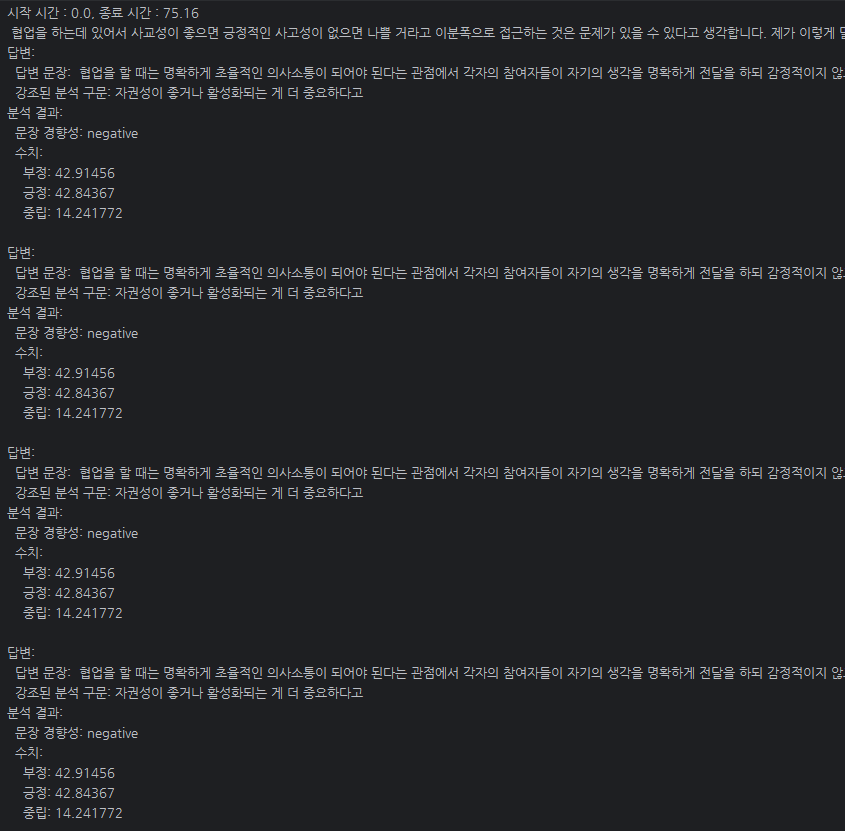 시작 시간 : 0.0, 종료 시간 : 75.16
협업을 하는데 있어서 사교성이 좋으면 긍정적인 사고성이 없으면 나쁠 거라고 이분폭으로 접근하는 것은 문제가 있을 수 있다고 생각합니다. 제가 이렇게
답변:
답변 문장: 협업을 할 때는 명확하게 초율적인 의사소통이 되어야 된다는 관점에서 각자의 참여자들이 자기의 생각을 명확하게 전달을 하되 감정적이지 않
강조된 분석 구문: 자권성이 좋거나 활성화되는 게 더 중요하다고
분석 결과:
문장 경향성: negative
수치:
부정: 42.91456
긍정: 42.84367
중립: 14.241772
답변:
답변 문장: 협업을 할 때는 명확하게 초율적인 의사소통이 되어야 된다는 관점에서 각자의 참여자들이 자기의 생각을 명확하게 전달을 하되 감정적이지 않
강조된 분석 구문: 자권성이 좋거나 활성화되는 게 더 중요하다고
분석 결과:
문장 경향성: negative
수치:
부정: 42.91456
긍정: 42.84367
중립: 14.241772
답변:
답변 문장: 협업을 할 때는 명확하게 초율적인 의사소통이 되어야 된다는 관점에서 각자의 참여자들이 자기의 생각을 명확하게 전달을 하되 감정적이지 않
강조된 분석 구문: 자권성이 좋거나 활성화되는 게 더 중요하다고
분석 결과:
문장 경향성: negative
수치:
부정: 42.91456
긍정: 42.84367
중립: 14.241772
답변:
답변 문장: 협업을 할 때는 명확하게 초율적인 의사소통이 되어야 된다는 관점에서 각자의 참여자들이 자기의 생각을 명확하게 전달을 하되 감정적이지 않
강조된 분석 구문: 자권성이 좋거나 활성화되는 게 더 중요하다고
분석 결과:
문장 경향성: negative
수치:
부정: 42.91456
긍정: 42.84367
중립: 14.241772